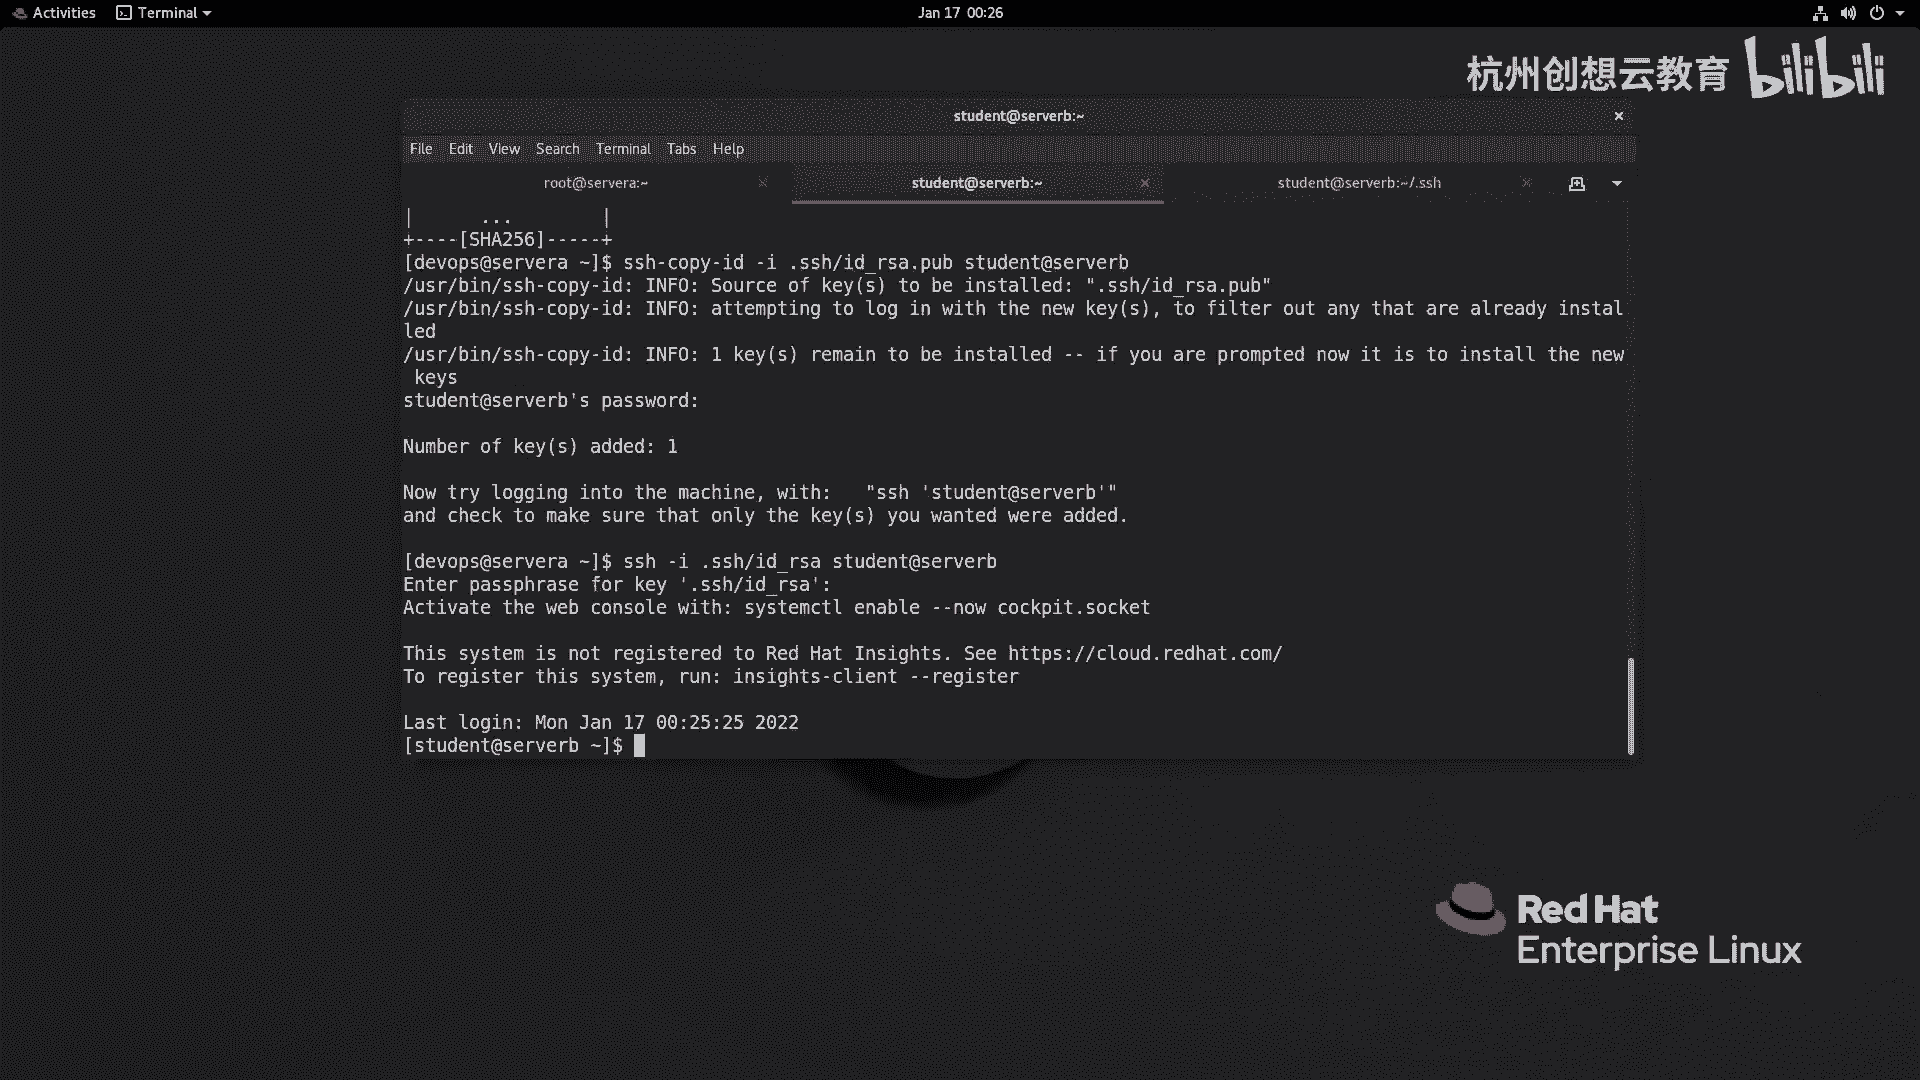 Activities
Terminal
Jan 17 00:26
杭州创想云教育 bilibili
student@serverb:~
File Edit View Search Terminal Tabs Help
root@servera:~
student@serverb:~
student@serverb:~/.ssh
|      ...        |
+----[SHA256]-----+
[devops@servera ~]$ ssh-copy-id -i .ssh/id_rsa.pub student@serverb
/usr/bin/ssh-copy-id: INFO: Source of key(s) to be installed: ".ssh/id_rsa.pub"
/usr/bin/ssh-copy-id: INFO: attempting to log in with the new key(s), to filter out any that are already instal
led
/usr/bin/ssh-copy-id: INFO: 1 key(s) remain to be installed -- if you are prompted now it is to install the new
 keys
student@serverb's password:
Number of key(s) added: 1
Now try logging into the machine, with:   "ssh 'student@serverb'"
and check to make sure that only the key(s) you wanted were added.
[devops@servera ~]$ ssh -i .ssh/id_rsa student@serverb
Enter passphrase for key '.ssh/id_rsa':
Activate the web console with: systemctl enable --now cockpit.socket
This system is not registered to Red Hat Insights. See https://cloud.redhat.com/
To register this system, run: insights-client --register
Last login: Mon Jan 17 00:25:25 2022
[student@serverb ~]$
Red Hat
Enterprise Linux